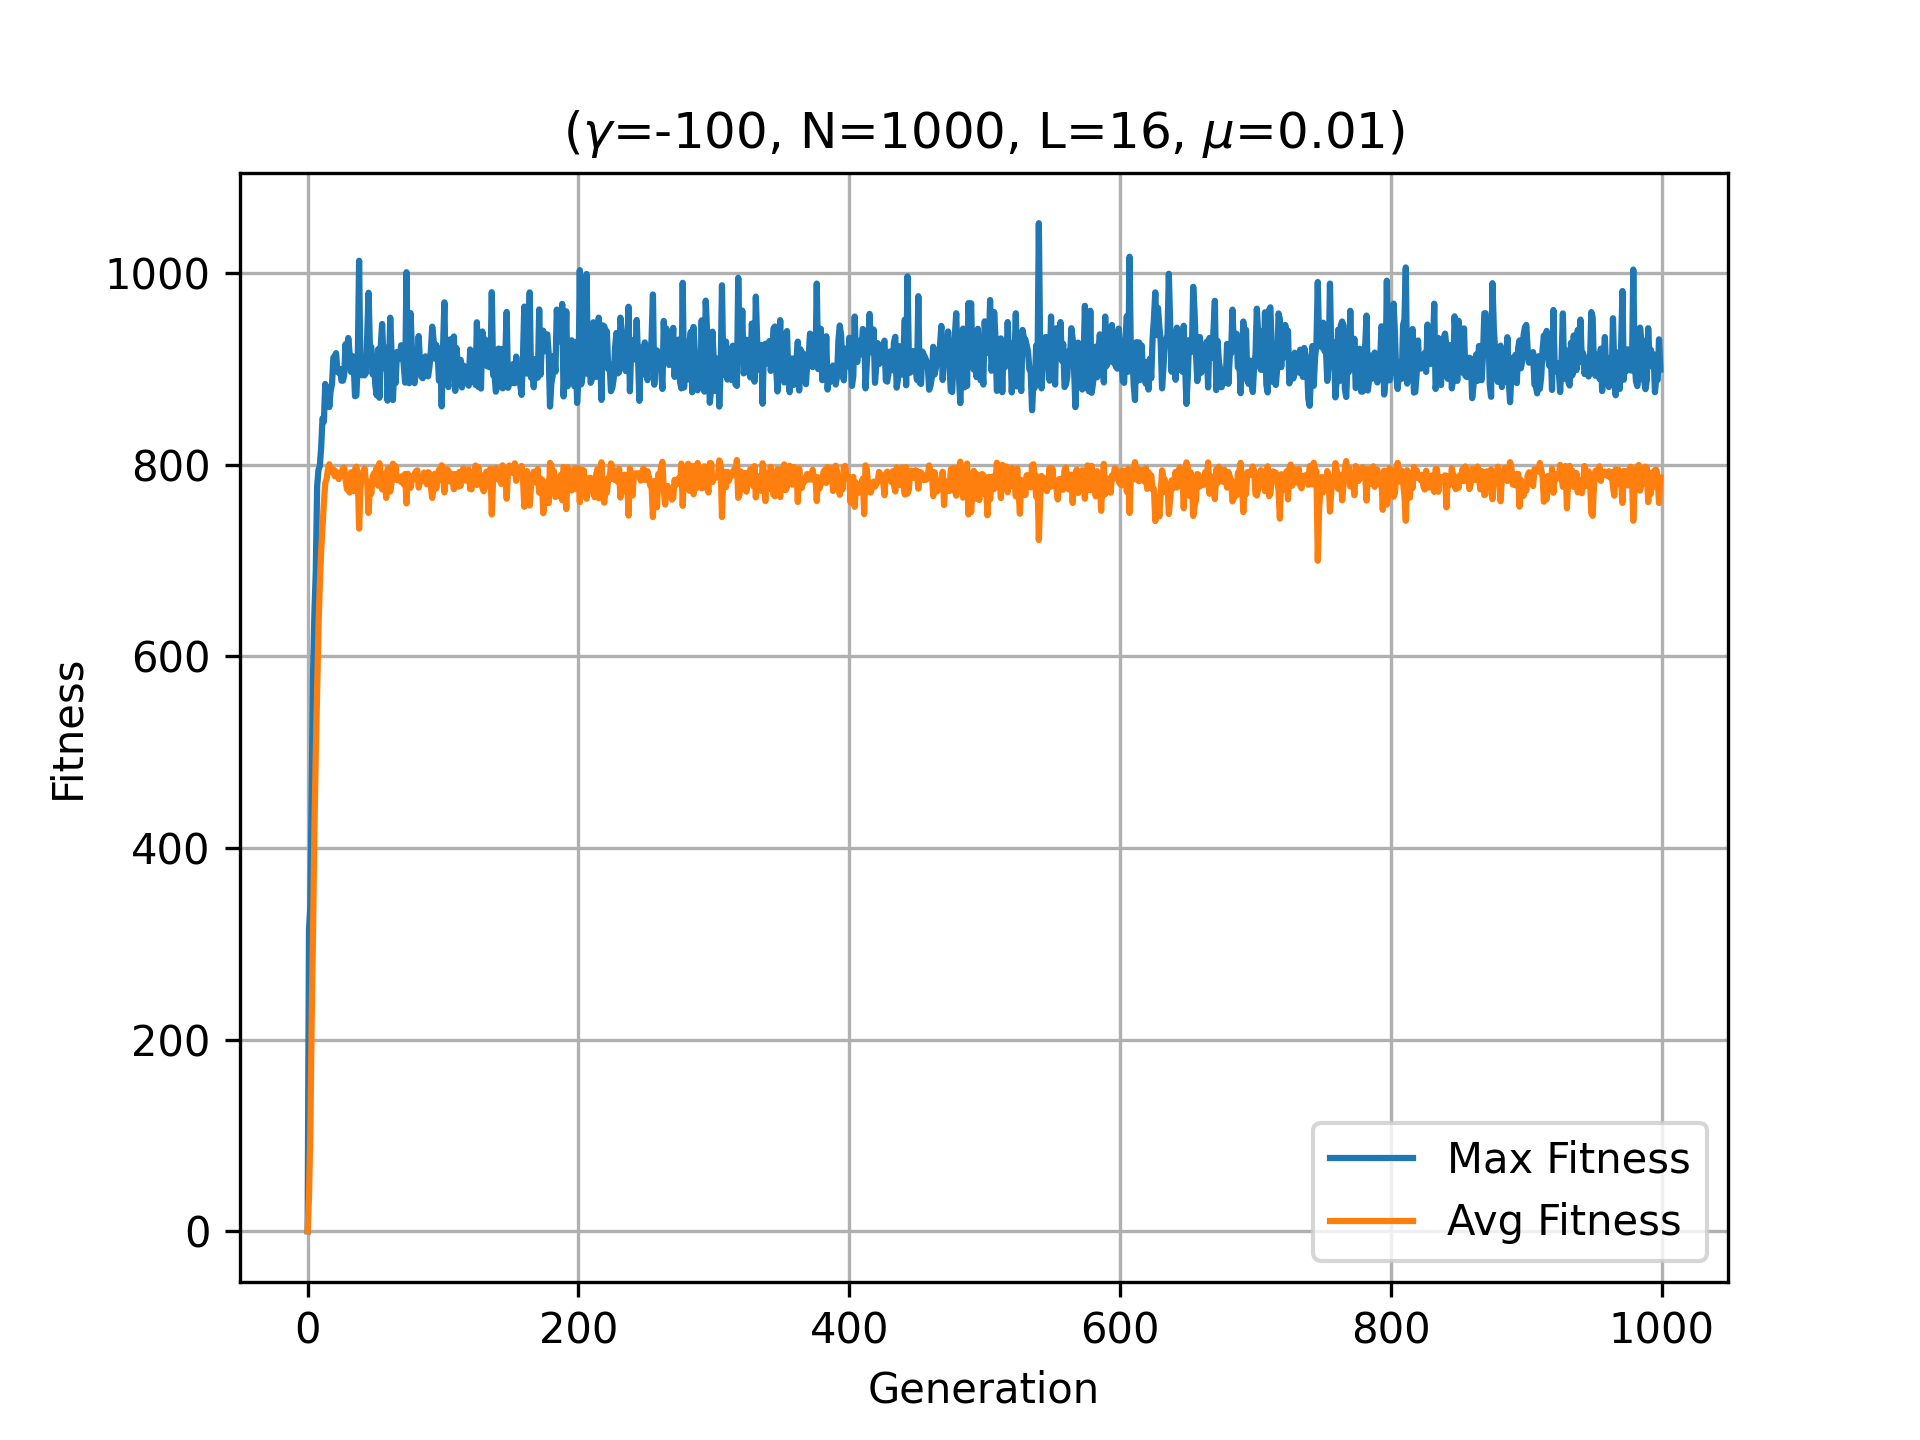 (γ=-100, N=1000, L=16, μ=0.01)
1000
800
600
400
200
0
Fitness
Max Fitness
Avg Fitness
0 200 400 600 800 1000
Generation